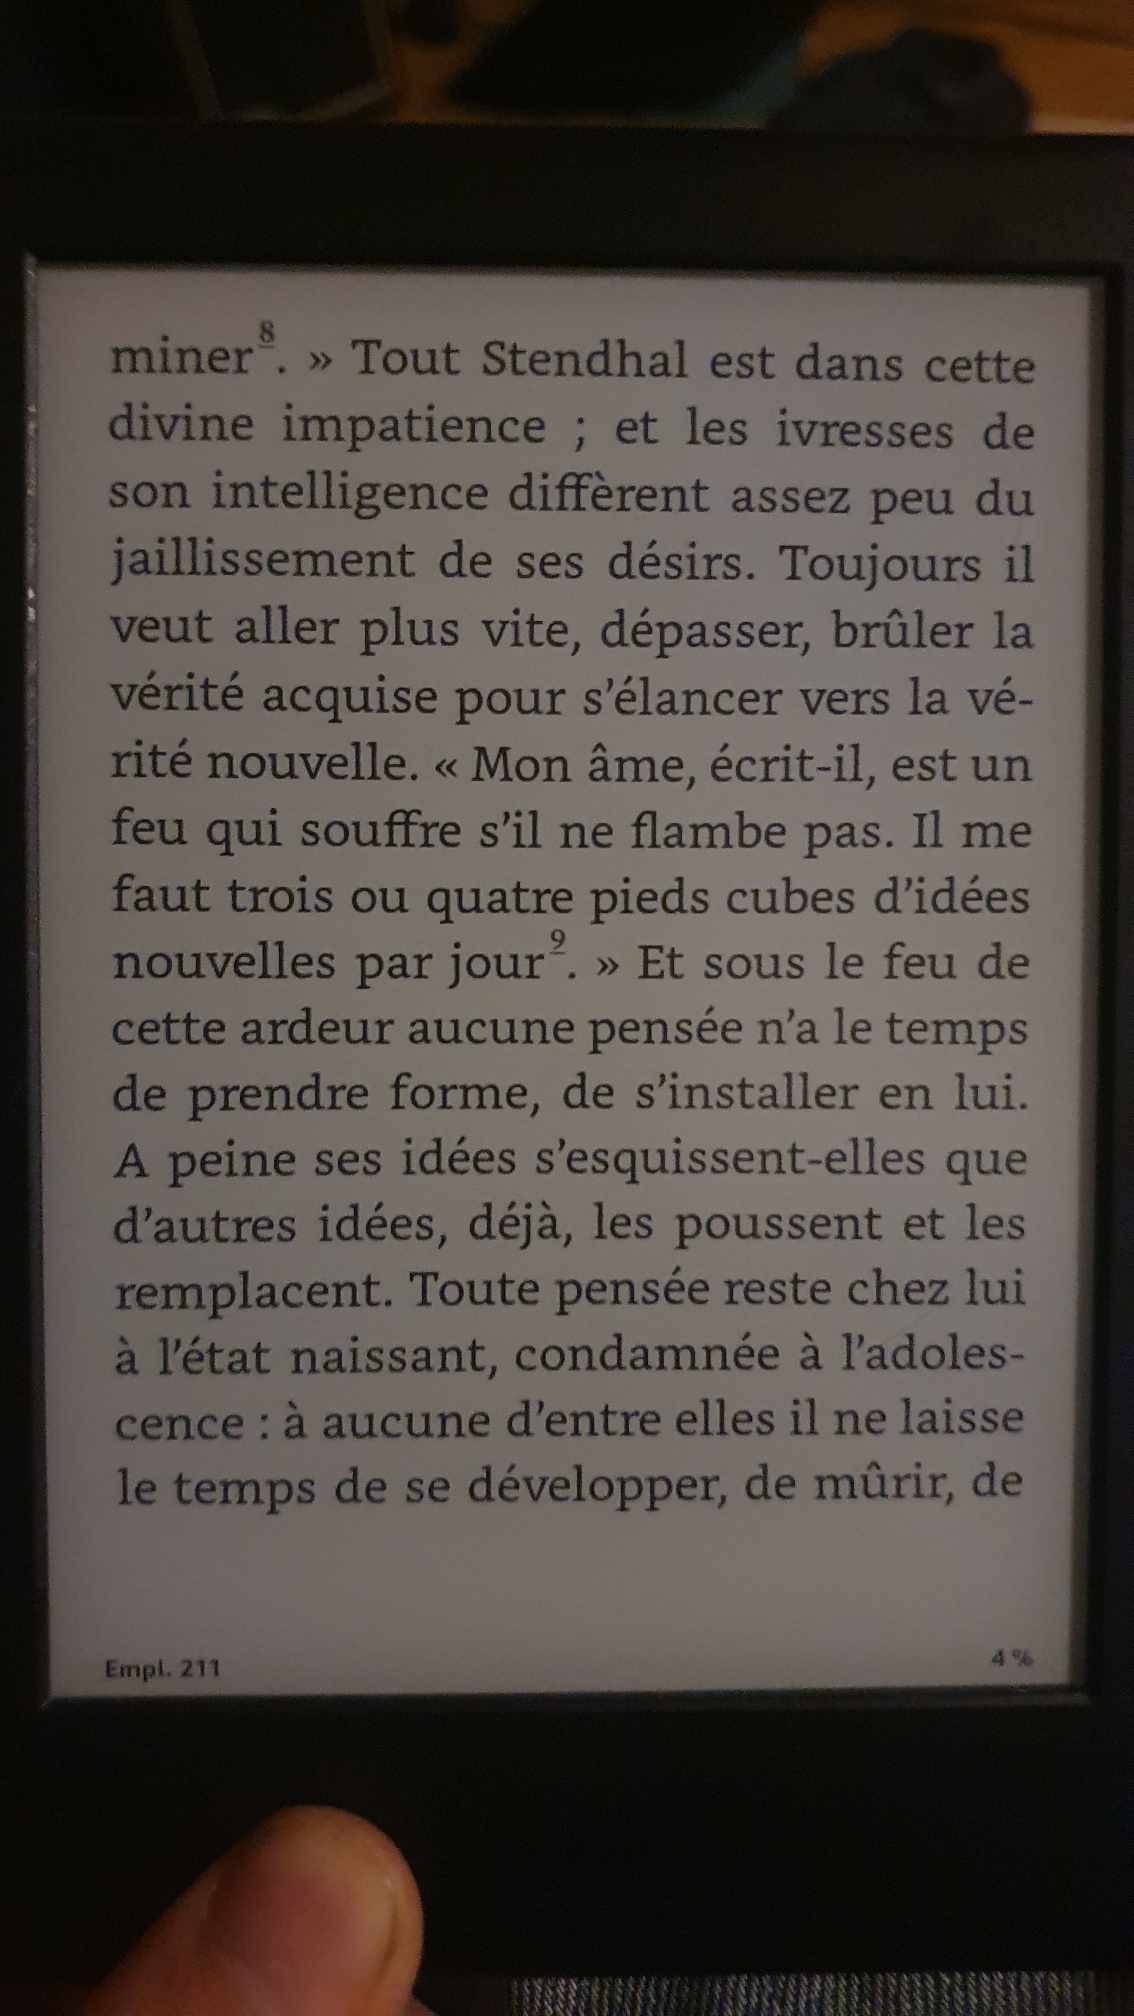 miner⁸. » Tout Stendhal est dans cette
divine impatience ; et les ivresses de
son intelligence diffèrent assez peu du
jaillissement de ses désirs. Toujours il
veut aller plus vite, dépasser, brûler la
vérité acquise pour s’élancer vers la vé-
rité nouvelle. « Mon âme, écrit-il, est un
feu qui souffre s’il ne flambe pas. Il me
faut trois ou quatre pieds cubes d’idées
nouvelles par jour⁹. » Et sous le feu de
cette ardeur aucune pensée n’a le temps
de prendre forme, de s’installer en lui.
A peine ses idées s’esquissent-elles que
d’autres idées, déjà, les poussent et les
remplacent. Toute pensée reste chez lui
à l’état naissant, condamnée à l’adoles-
cence : à aucune d’entre elles il ne laisse
le temps de se développer, de mûrir, de
Empl. 211
4 %